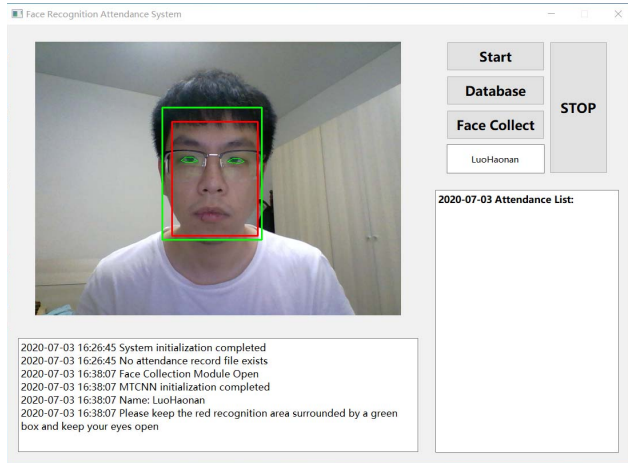 Face Recognition Attendance System
Start
Database
Face Collect
LuoHaonan
STOP
2020-07-03 Attendance List:
2020-07-03 16:26:45 System initialization completed
2020-07-03 16:26:45 No attendance record file exists
2020-07-03 16:38:07 Face Collection Module Open
2020-07-03 16:38:07 MTCNN initialization completed
2020-07-03 16:38:07 Name: LuoHaonan
2020-07-03 16:38:07 Please keep the red recognition area surrounded by a green
box and keep your eyes open